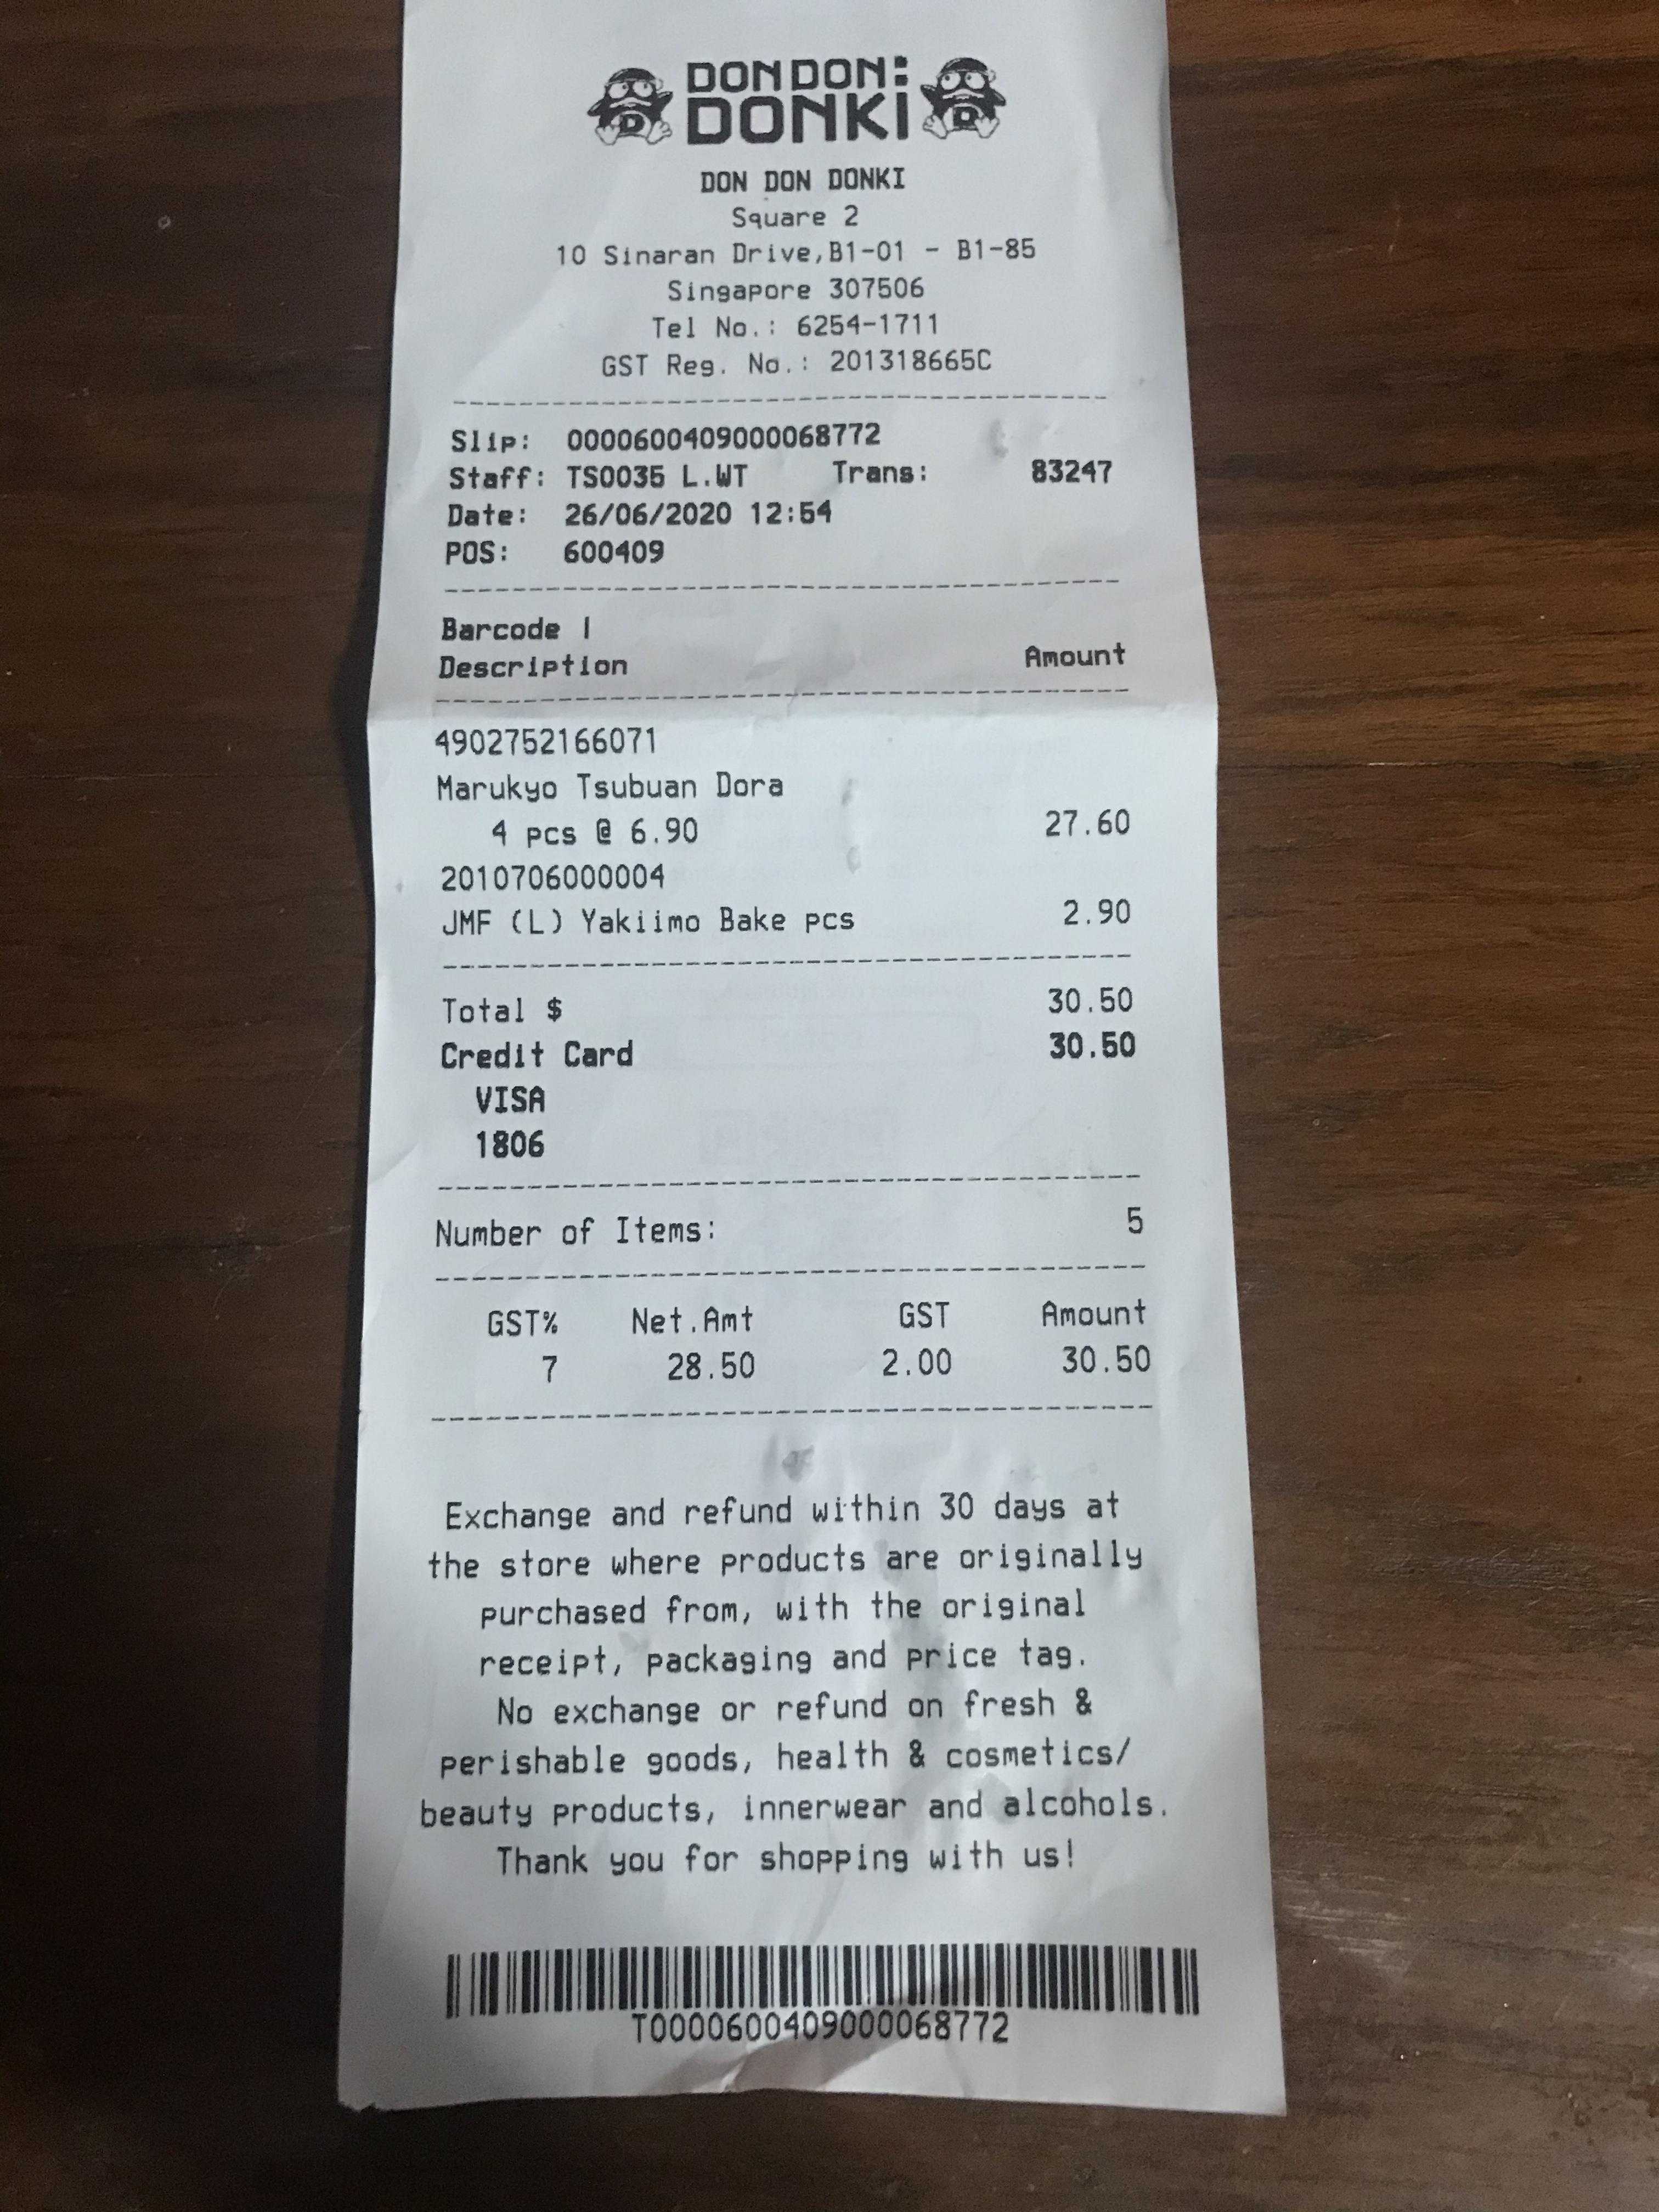 DON DON:
DONKi
DON DON DONKI
Square 2
10 Sinaran Drive,B1-01 - B1-85
Singapore 307506
Tel No.: 6254-1711
GST Reg. No.: 201318665C
Slip: 0000600409000068772
Staff: TS0035 L.WT Trans: 83247
Date: 26/06/2020 12:54
POS: 600409
Barcode |
Description Amount
4902752166071
Marukyo Tsubuan Dora
4 pcs @ 6.90 27.60
2010706000004
JMF (L) Yakiimo Bake pcs 2.90
Total $ 30.50
Credit Card 30.50
VISA
1806
Number of Items: 5
GST% Net.Amt GST Amount
7 28.50 2.00 30.50
Exchange and refund within 30 days at
the store where products are originally
purchased from, with the original
receipt, packaging and price tag.
No exchange or refund on fresh &
perishable goods, health & cosmetics/
beauty products, innerwear and alcohols.
Thank you for shopping with us!
T0000600409000068772